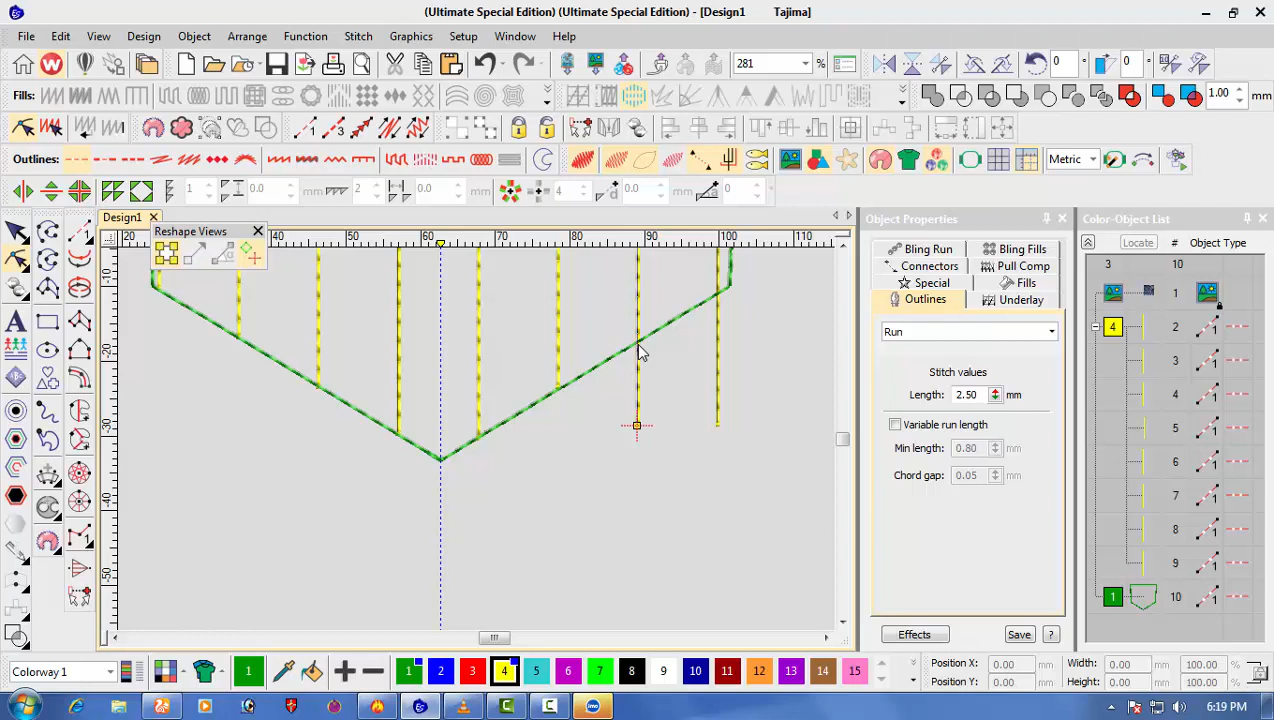 (Ultimate Special Edition) (Ultimate Special Edition) - [Design1 Tajima]
File Edit View Design Object Arrange Function Stitch Graphics Setup Window Help
281 %
0
0
Fills:
1.00 mm
Outlines:
Metric
1
0.0 mm
2
0.0 mm
4
0.0 mm
0
Design1
Reshape Views
20 40 50 60 70 80 90 100 110
-10
-20
-30
-40
-50
Object Properties
Bling Run Bling Fills
Connectors Pull Comp
Special Fills
Outlines Underlay
Run
Stitch values
Length: 2.50 mm
Variable run length
Min length: 0.80 mm
Chord gap: 0.05 mm
Effects Save ?
Color-Object List
Locate # Object Type
3 10
1
4 2
3
4
5
6
7
8
9
1 10
Colorway 1
1
1 2 3 4 5 6 7 8 9 10 11 12 13 14 15
Position X: 0.00 mm Width: 0.00 mm 100.00 %
Position Y: 0.00 mm Height: 0.00 mm 100.00 %
imo
6:19 PM